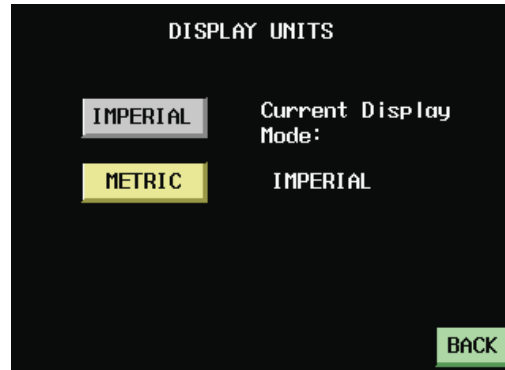 DISPLAY UNITS
IMPERIAL
Current Display
Mode:
METRIC
IMPERIAL
BACK